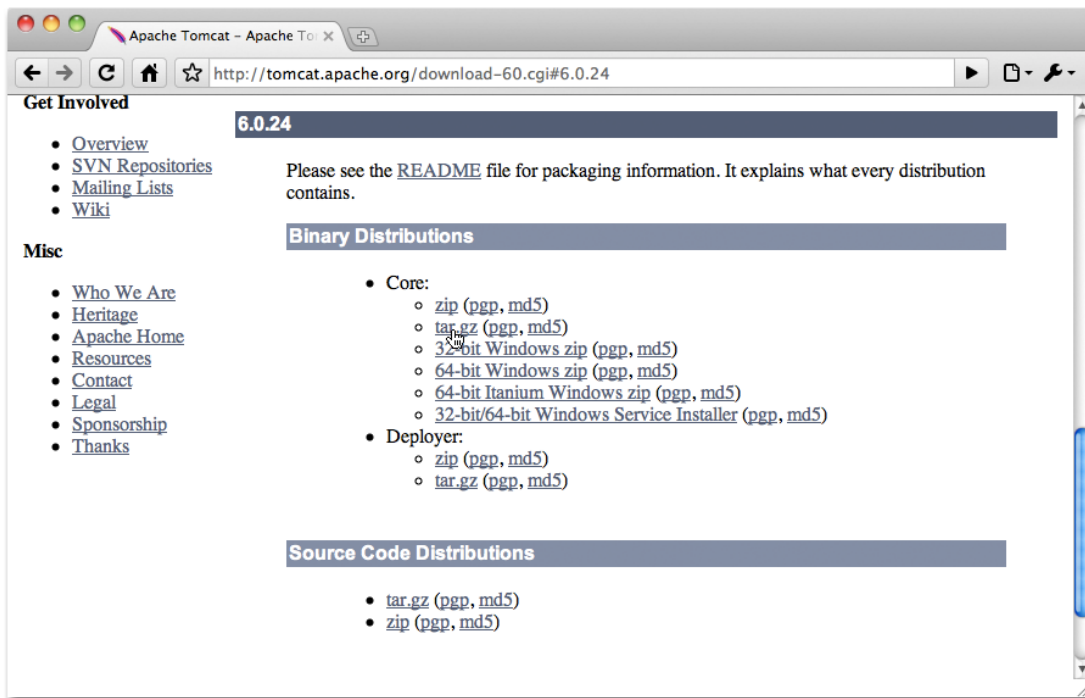 Apache Tomcat - Apache To
http://tomcat.apache.org/download-60.cgi#6.0.24
Get Involved
Overview
SVN Repositories
Mailing Lists
Wiki
Misc
Who We Are
Heritage
Apache Home
Resources
Contact
Legal
Sponsorship
Thanks
6.0.24
Please see the README file for packaging information. It explains what every distribution
contains.
Binary Distributions
Core:
zip (pgp, md5)
tar.gz (pgp, md5)
32-bit Windows zip (pgp, md5)
64-bit Windows zip (pgp, md5)
64-bit Itanium Windows zip (pgp, md5)
32-bit/64-bit Windows Service Installer (pgp, md5)
Deployer:
zip (pgp, md5)
tar.gz (pgp, md5)
Source Code Distributions
tar.gz (pgp, md5)
zip (pgp, md5)